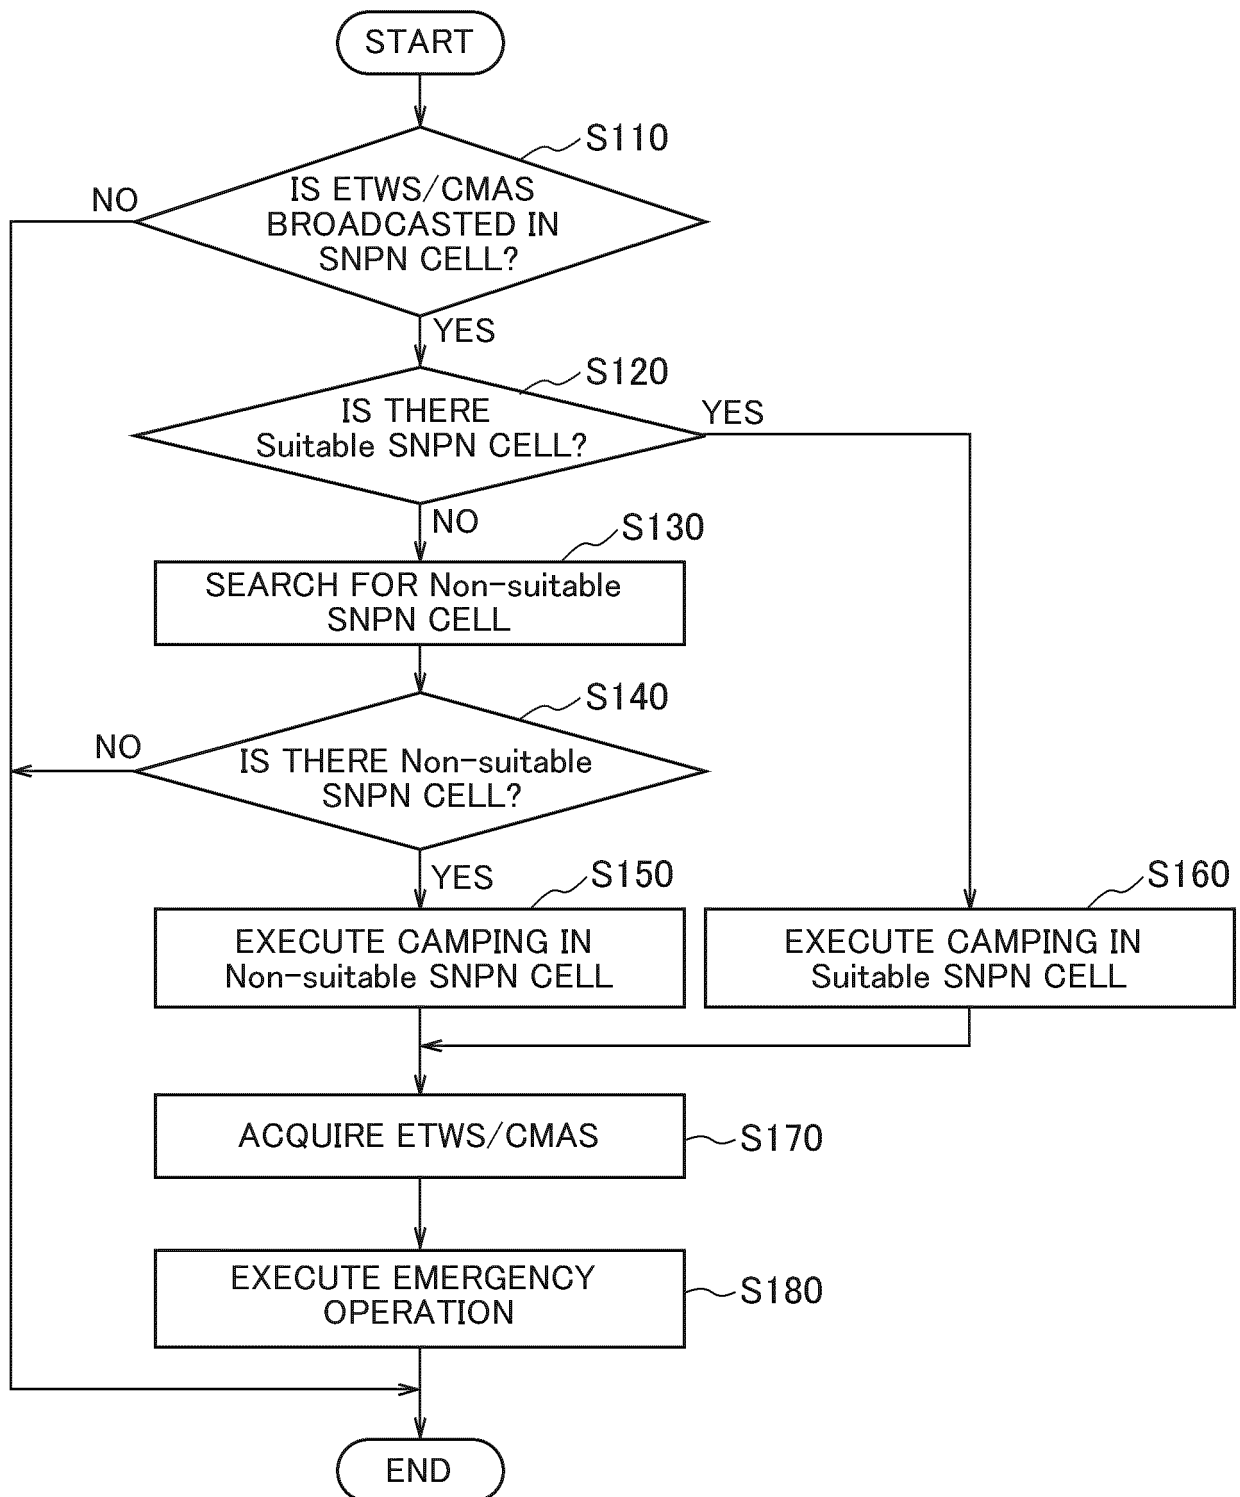 START
S110
NO
IS ETWS/CMAS
BROADCASTED IN
SNPN CELL?
YES
S120
YES
IS THERE
Suitable SNPN CELL?
NO
S130
SEARCH FOR Non-suitable
SNPN CELL
S140
NO
IS THERE Non-suitable
SNPN CELL?
YES
S150
S160
EXECUTE CAMPING IN
Non-suitable SNPN CELL
EXECUTE CAMPING IN
Suitable SNPN CELL
ACQUIRE ETWS/CMAS
S170
EXECUTE EMERGENCY
OPERATION
S180
END